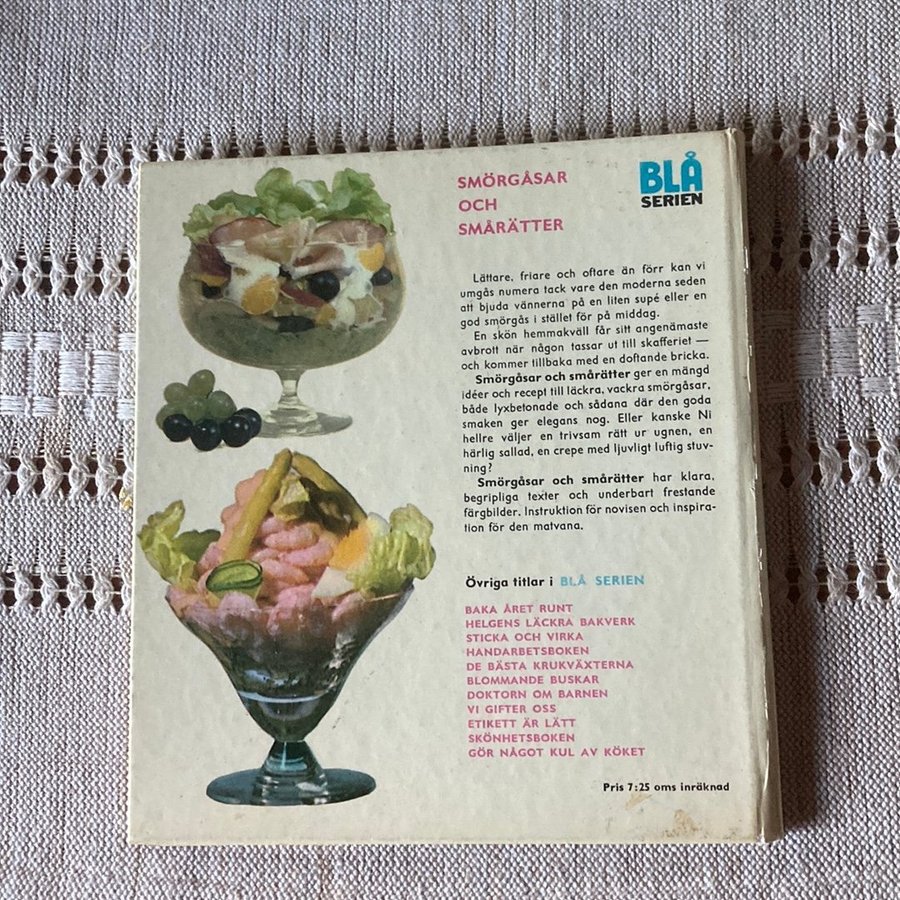 SMÖRGÅSAR
OCH
SMÅRÄTTER
BLÅ
SERIEN
Lättare, friare och oftare än förr kan vi
umgås numera tack vare den moderna seden
att bjuda vännerna på en liten supé eller en
god smörgås i stället för på middag.
En skön hemmakväll får sitt angenämaste
avbrott när någon tassar ut till skafferiet —
och kommer tillbaka med en doftande bricka.
Smörgåsar och smårätter ger en mängd
idéer och recept till läckra, vackra smörgåsar,
både lyxbetonade och sådana där den goda
smaken ger elegans nog. Eller kanske Ni
hellre väljer en trivsam rätt ur ugnen, en
härlig sallad, en crepe med ljuvligt luftig stuv-
ning?
Smörgåsar och smårätter har klara,
begripliga texter och underbart frestande
färgbilder. Instruktion för novisen och inspira-
tion för den matvana.
Övriga titlar i BLÅ SERIEN
BAKA ÅRET RUNT
HELGENS LÄCKRA BAKVERK
STICKA OCH VIRKA
HANDARBETSBOKEN
DE BÄSTA KRUKVÄXTERNA
BLOMMANDE BUSKAR
DOKTORN OM BARNEN
VI GIFTER OSS
ETIKETT ÄR LÄTT
SKÖNHETSBOKEN
GÖR NÅGOT KUL AV KÖKET
Pris 7:25 oms inräknad